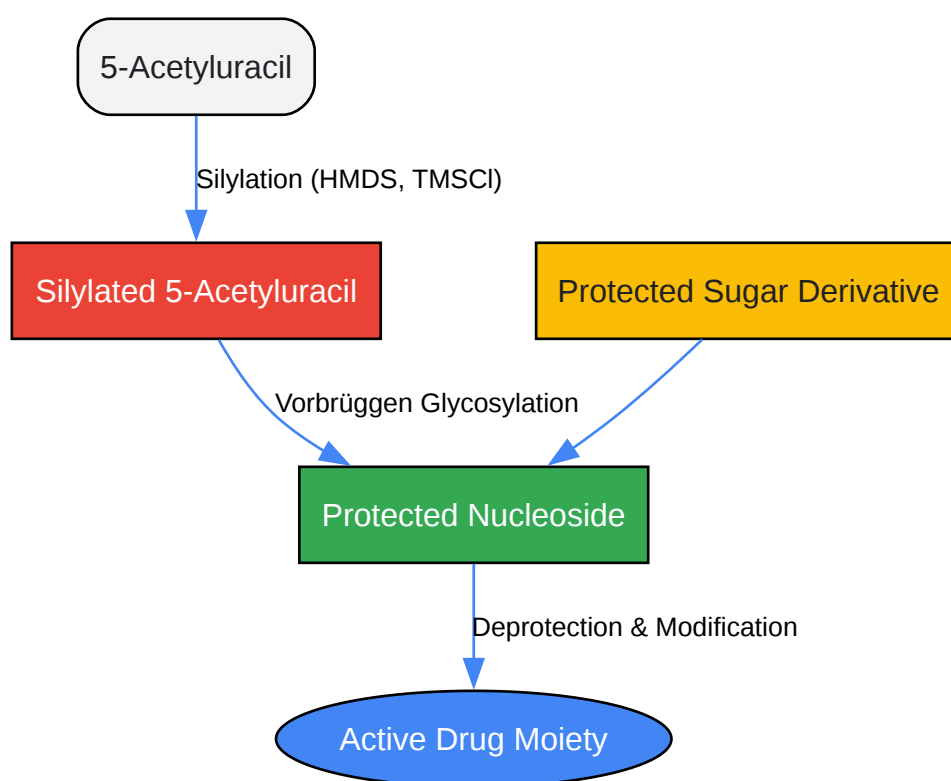 5-Acetyluracil
Silylation (HMDS, TMSCl)
Silylated 5-Acetyluracil
Protected Sugar Derivative
Vorbrüggen Glycosylation
Protected Nucleoside
Deprotection & Modification
Active Drug Moiety